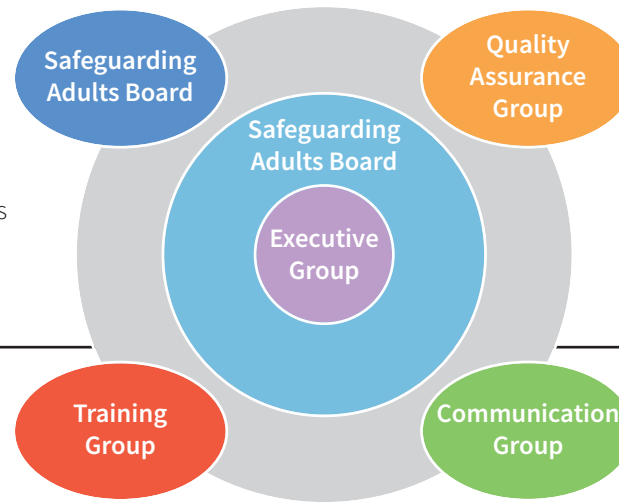 Safeguarding
Adults Board
Quality
Assurance
Group
Safeguarding
Adults Board
s
Executive
Group
Training
Group
Communication
Group